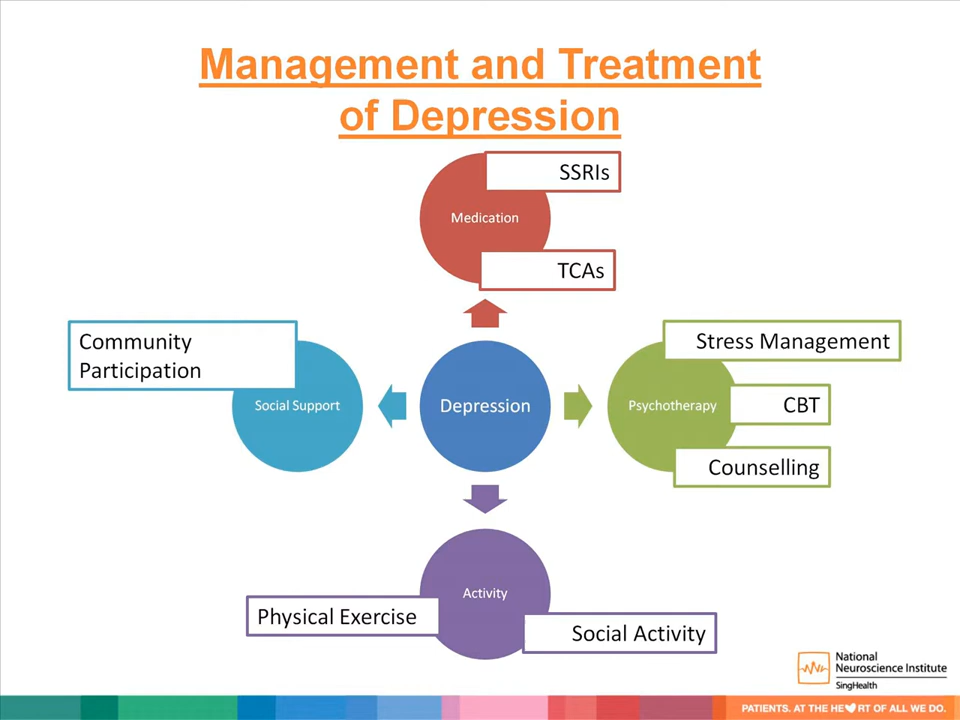 Management and Treatment
of Depression
SSRIs
Medication
TCAs
Community
Participation
Social Support
Depression
Stress Management
Psychotherapy
CBT
Counselling
Activity
Physical Exercise
Social Activity
National
Neuroscience Institute
SingHealth
PATIENTS. AT THE HE♥RT OF ALL WE DO.